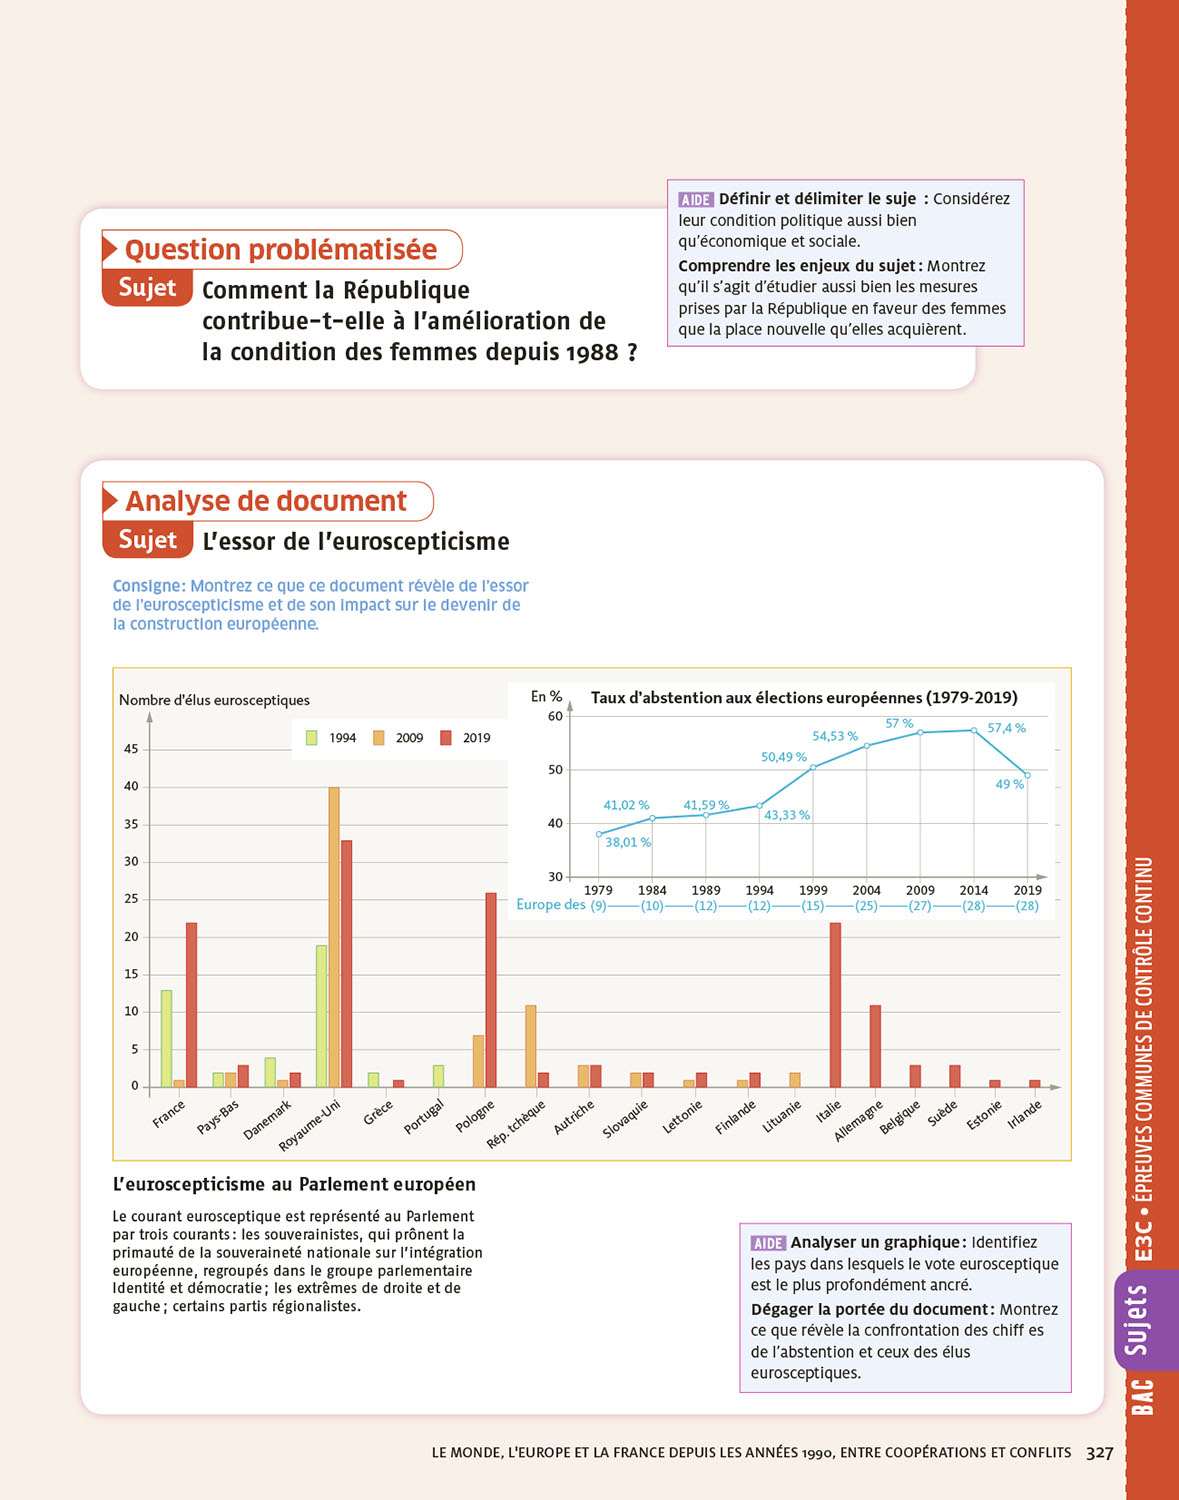 Question problématisée
Sujet
Comment la République
contribue-t-elle à l'amélioration de
la condition des femmes depuis 1988 ?
AIDE Définir et délimiter le suje : Considérez
leur condition politique aussi bien
qu'économique et sociale.
Comprendre les enjeux du sujet : Montrez
qu'il s'agit d'étudier aussi bien les mesures
prises par la République en faveur des femmes
que la place nouvelle qu'elles acquièrent.
Analyse de document
Sujet
L'essor de l'euroscepticisme
Consigne : Montrez ce que ce document révèle de l'essor
de l'euroscepticisme et de son impact sur le devenir de
la construction européenne.
Nombre d'élus eurosceptiques
1994 2009 2019
45
40
35
30
25
20
15
10
5
0
France
Pays-Bas
Danemark
Royaume-Uni
Grèce
Portugal
Pologne
Rép. tchèque
Autriche
Slovaquie
Lettonie
Finlande
Lituanie
Italie
Allemagne
Belgique
Suède
Estonie
Irlande
En %
Taux d'abstention aux élections européennes (1979-2019)
60
50
40
30
38,01 %
41,02 %
41,59 %
43,33 %
50,49 %
54,53 %
57 %
57,4 %
49 %
1979 1984 1989 1994 1999 2004 2009 2014 2019
Europe des (9) (10) (12) (12) (15) (25) (27) (28) (28)
L'euroscepticisme au Parlement européen
Le courant eurosceptique est représenté au Parlement
par trois courants : les souverainistes, qui prônent la
primauté de la souveraineté nationale sur l'intégration
européenne, regroupés dans le groupe parlementaire
Identité et démocratie ; les extrêmes de droite et de
gauche ; certains partis régionalistes.
AIDE Analyser un graphique : Identifiez
les pays dans lesquels le vote eurosceptique
est le plus profondément ancré.
Dégager la portée du document : Montrez
ce que révèle la confrontation des chiff es
de l'abstention et ceux des élus
eurosceptiques.
LE MONDE, L'EUROPE ET LA FRANCE DEPUIS LES ANNÉES 1990, ENTRE COOPÉRATIONS ET CONFLITS 327
BAC Sujets E3C • ÉPREUVES COMMUNES DE CONTRÔLE CONTINU